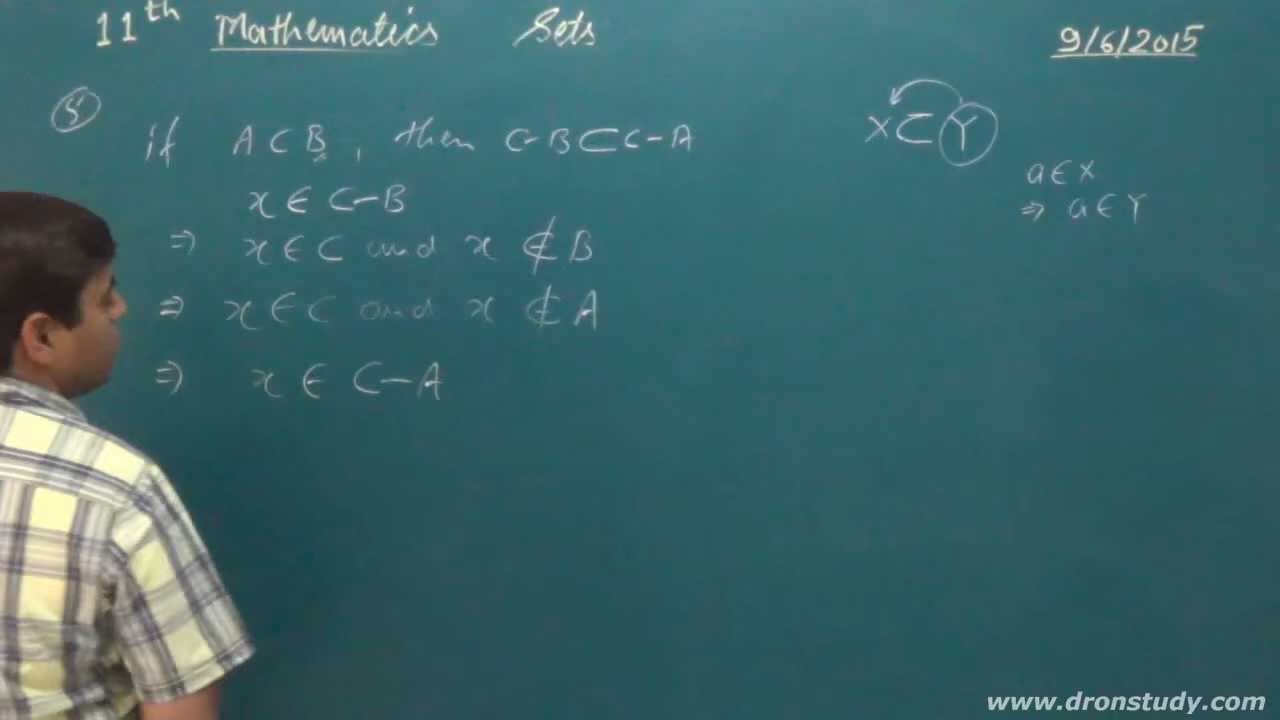 11th Mathematics Sets 9/6/2015
5 if A⊂B, then C-B⊂C-A
x ∈ C-B
⇒ x ∈ C and x ∉ B
⇒ x ∈ C and x ∉ A
⇒ x ∈ C-A
X⊂Y
a∈X
⇒ a∈Y
www.dronstudy.com